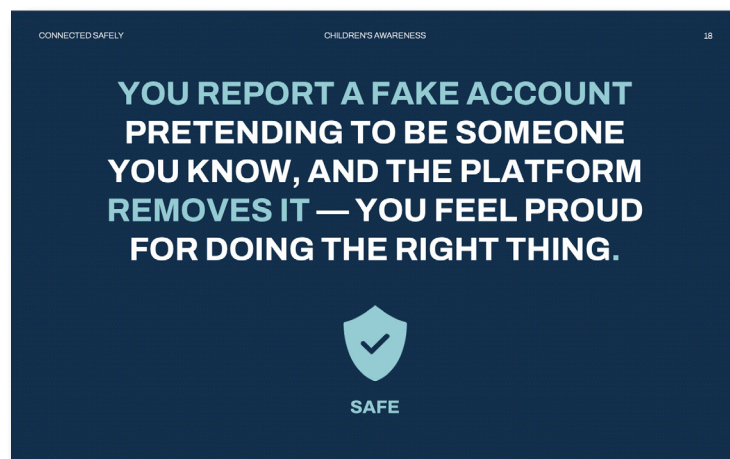 CONNECTED SAFELY
CHILDREN'S AWARENESS
18
YOU REPORT A FAKE ACCOUNT
PRETENDING TO BE SOMEONE
YOU KNOW, AND THE PLATFORM
REMOVES IT — YOU FEEL PROUD
FOR DOING THE RIGHT THING.
SAFE